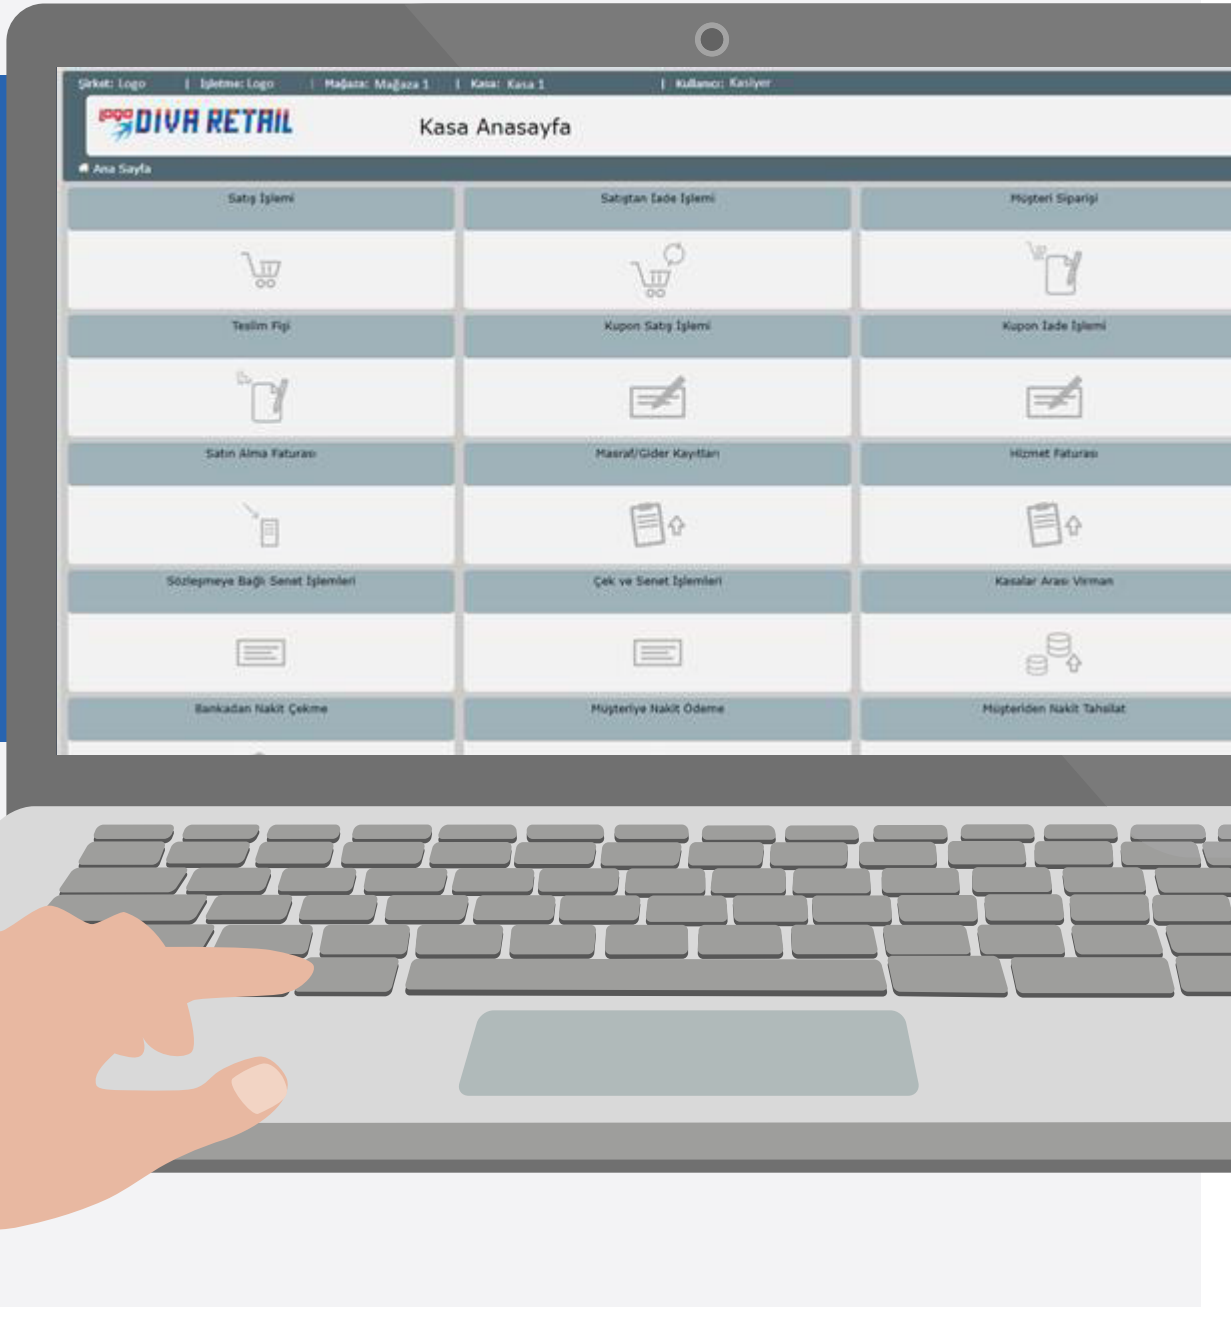 Şirket: Logo | İşletme: Logo | Mağaza: Mağaza 1 | Kasa: Kasa 1 | Kullanıcı: Kasiyer
LOGO DIVA RETAIL Kasa Anasayfa
Ana Sayfa
Satış İşlemi Satıştan İade İşlemi Müşteri Siparişi
Teslim Fişi Kupon Satış İşlemi Kupon İade İşlemi
Satın Alma Faturası Masraf/Gider Kayıtları Hizmet Faturası
Sözleşmeye Bağlı Senet İşlemleri Çek ve Senet İşlemleri Kasalar Arası Virman
Bankadan Nakit Çekme Müşteriye Nakit Ödeme Müşteriden Nakit Tahsilat